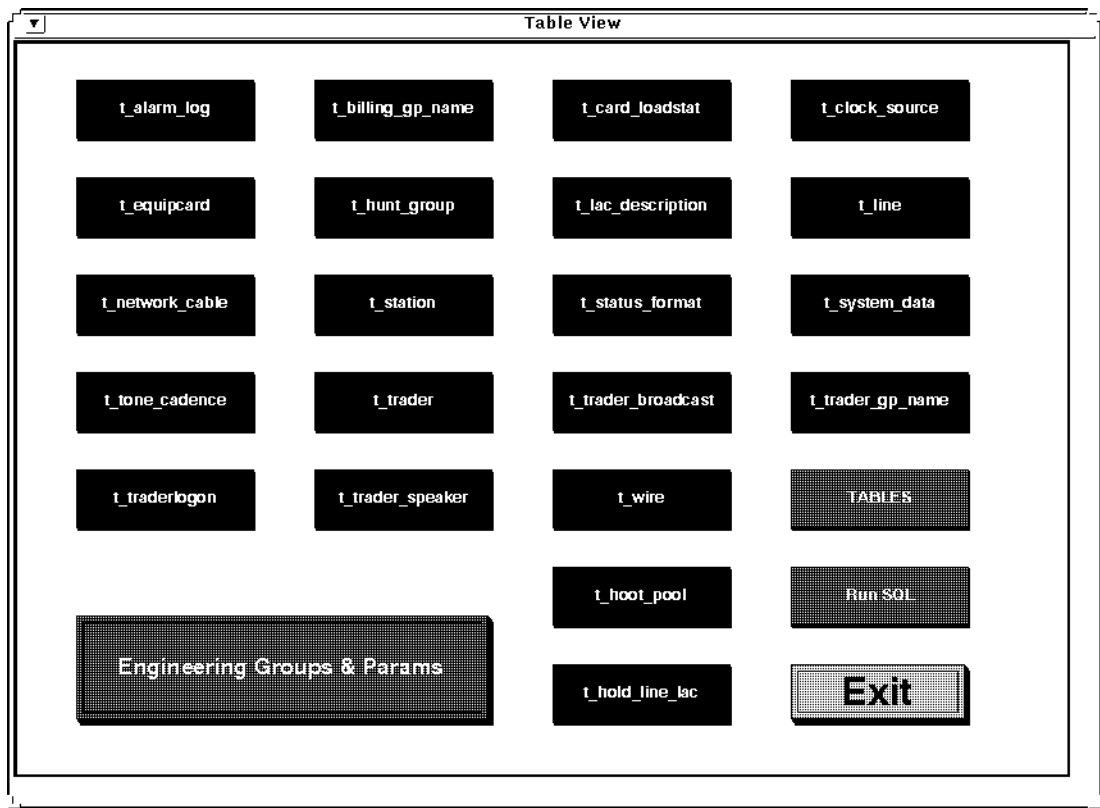 Table View
t_alarm_log
t_billing_gp_name
t_card_loadstat
t_clock_source
t_equipcard
t_hunt_group
t_lac_description
t_line
t_network_cable
t_station
t_status_format
t_system_data
t_tone_cadence
t_trader
t_trader_broadcast
t_trader_gp_name
t_traderlogon
t_trader_speaker
t_wire
TABLES
t_hoot_pool
Run SQL
Engineering Groups & Params
t_hold_line_lac
Exit